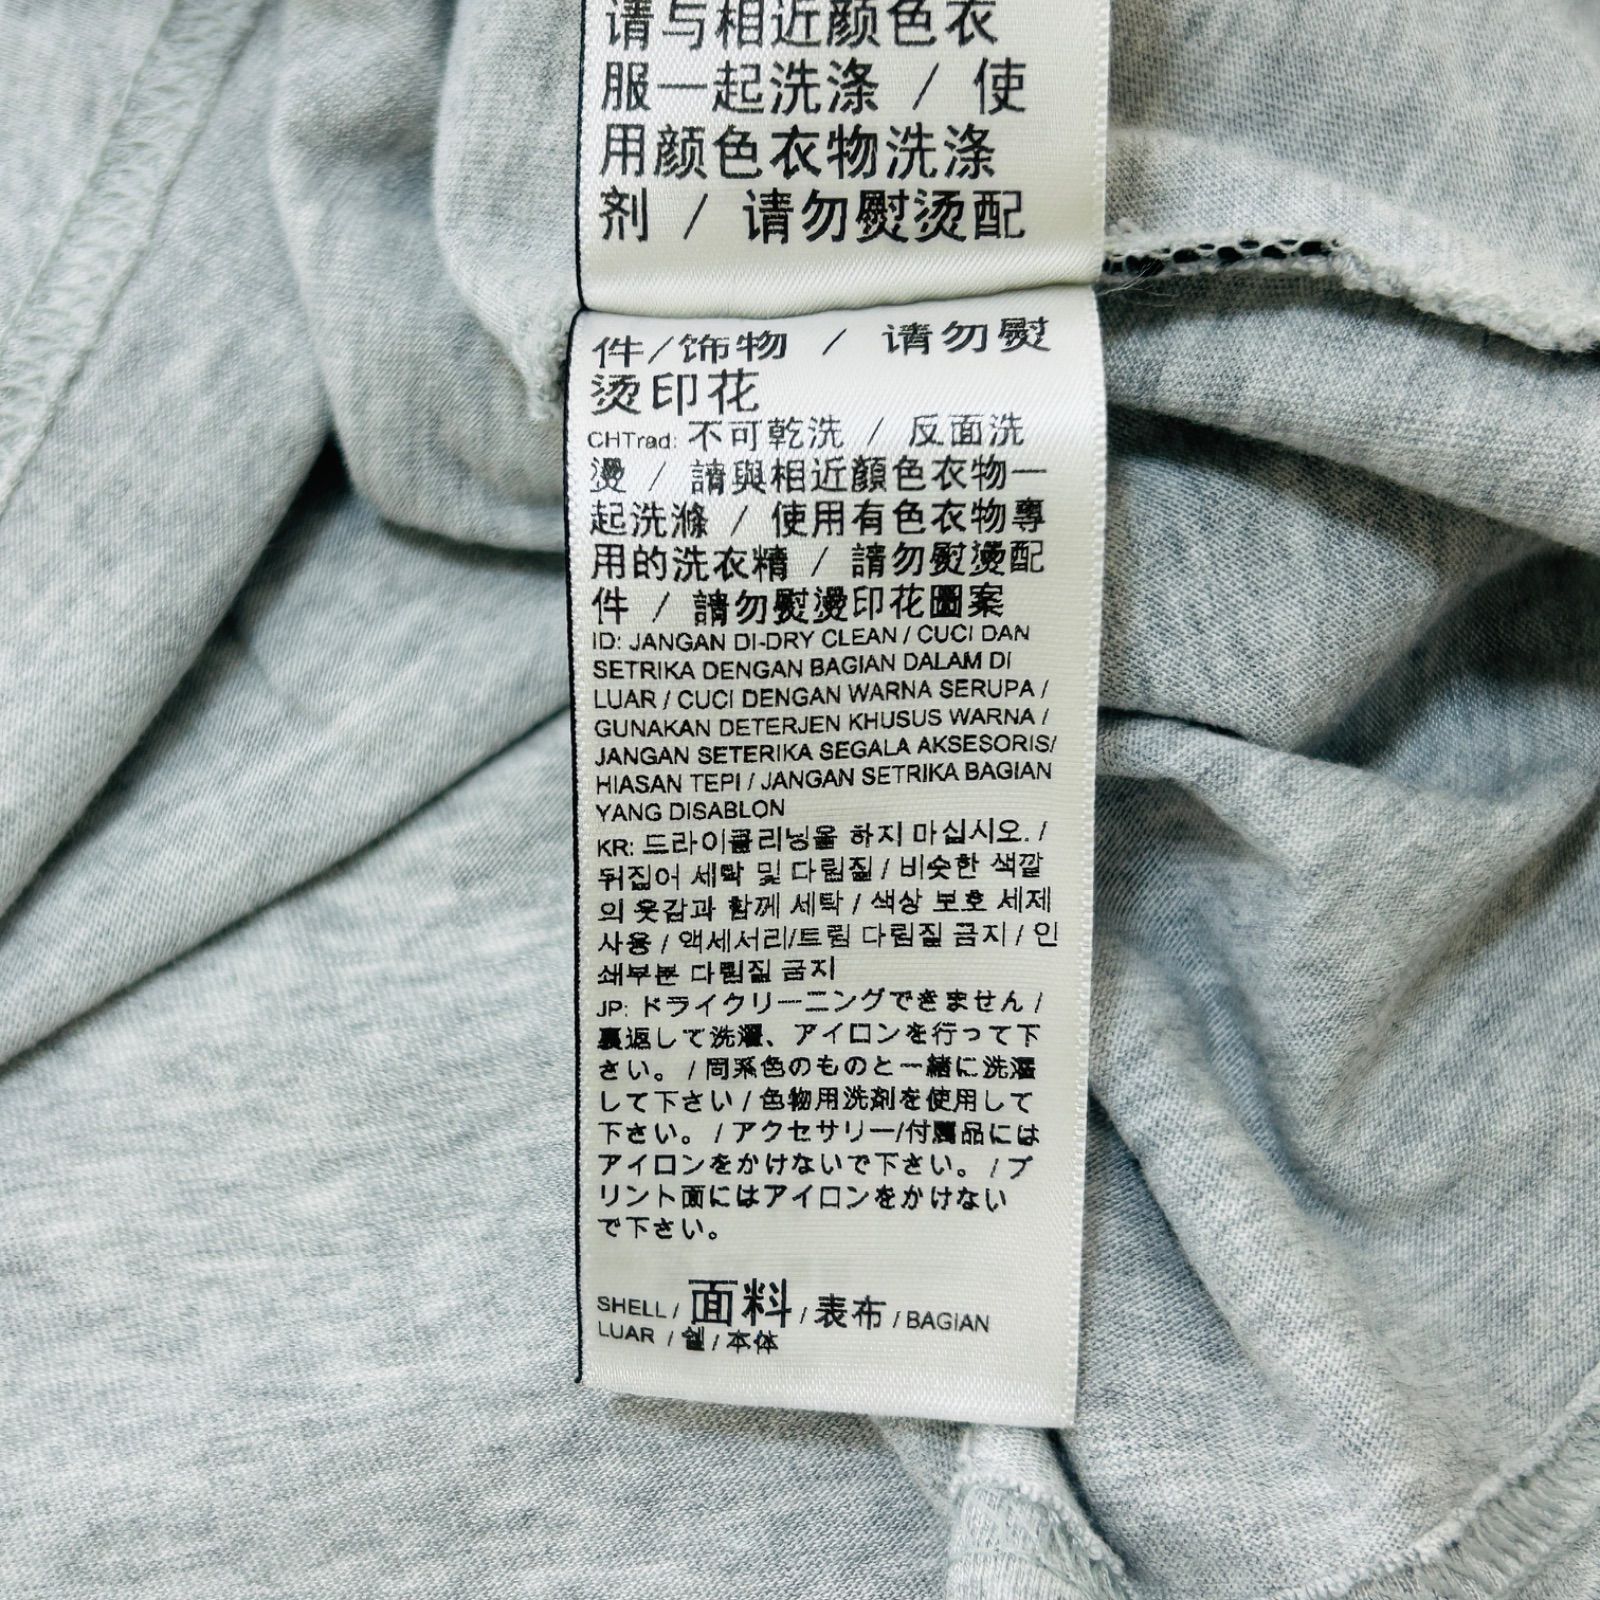 请与相近颜色衣
服一起洗涤 / 使
用颜色衣物洗涤
剂 / 请勿熨烫配
件/饰物 / 请勿熨
烫印花
CHTrad: 不可乾洗 / 反面洗
燙 / 請與相近顏色衣物一
起洗滌 / 使用有色衣物專
用的洗衣精 / 請勿熨燙配
件 / 請勿熨燙印花圖案
ID: JANGAN DI-DRY CLEAN / CUCI DAN
SETRIKA DENGAN BAGIAN DALAM DI
LUAR / CUCI DENGAN WARNA SERUPA /
GUNAKAN DETERJEN KHUSUS WARNA /
JANGAN SETERIKA SEGALA AKSESORIS/
HIASAN TEPI / JANGAN SETRIKA BAGIAN
YANG DISABLON
KR: 드라이클리닝을 하지 마십시오. /
뒤집어 세탁 및 다림질 / 비슷한 색깔
의 옷감과 함께 세탁 / 색상 보호 세제
사용 / 액세서리/트림 다림질 금지 / 인
쇄부분 다림질 금지
JP: ドライクリーニングできません /
裏返して洗濯、アイロンを行って下
さい。 / 同系色のものと一緒に洗濯
して下さい / 色物用洗剤を使用して
下さい。 / アクセサリー/付属品には
アイロンをかけないで下さい。 / プ
リント面にはアイロンをかけない
で下さい。
SHELL / 面料 / 表布 / BAGIAN
LUAR / 쉘 / 本体